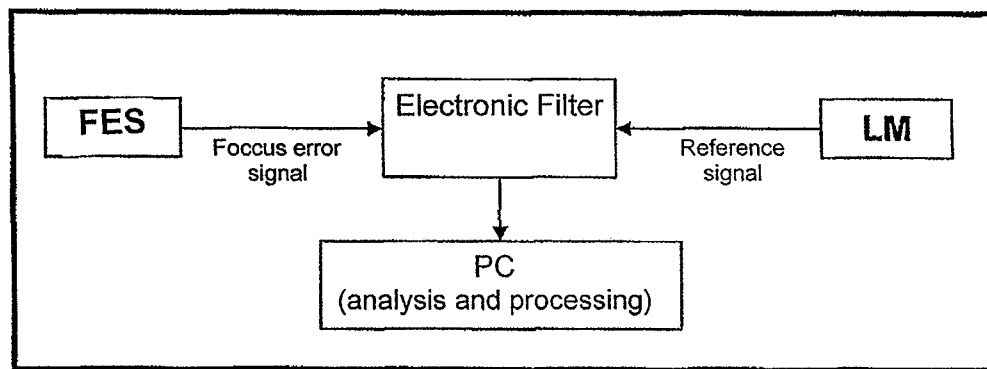 FES
Foccus error
signal
Electronic Filter
Reference
signal
LM
PC
(analysis and processing)